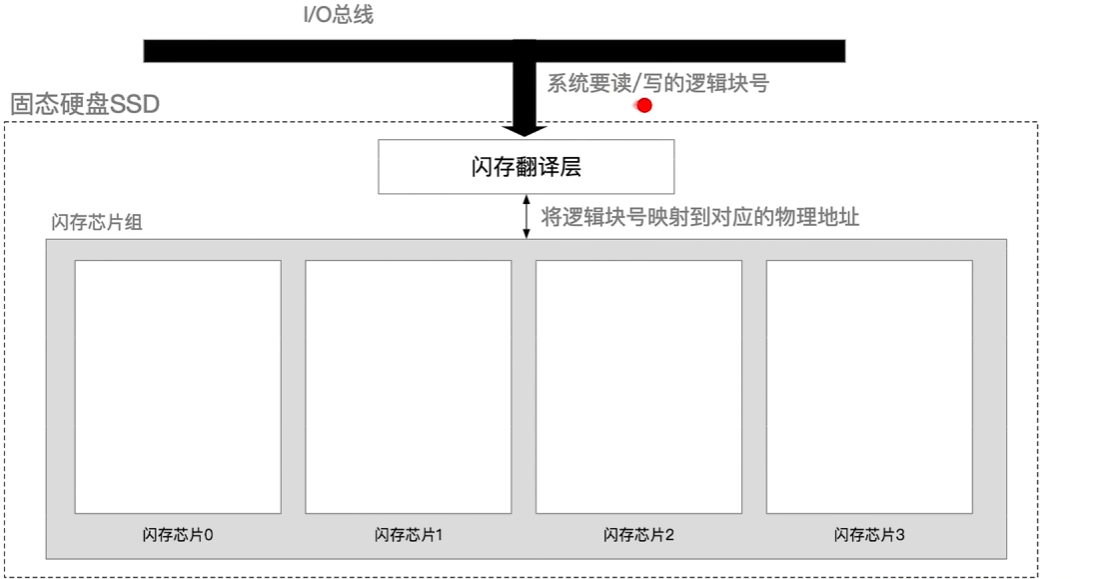 I/O总线
系统要读/写的逻辑块号
固态硬盘SSD
闪存翻译层
将逻辑块号映射到对应的物理地址
闪存芯片组
闪存芯片0
闪存芯片1
闪存芯片2
闪存芯片3